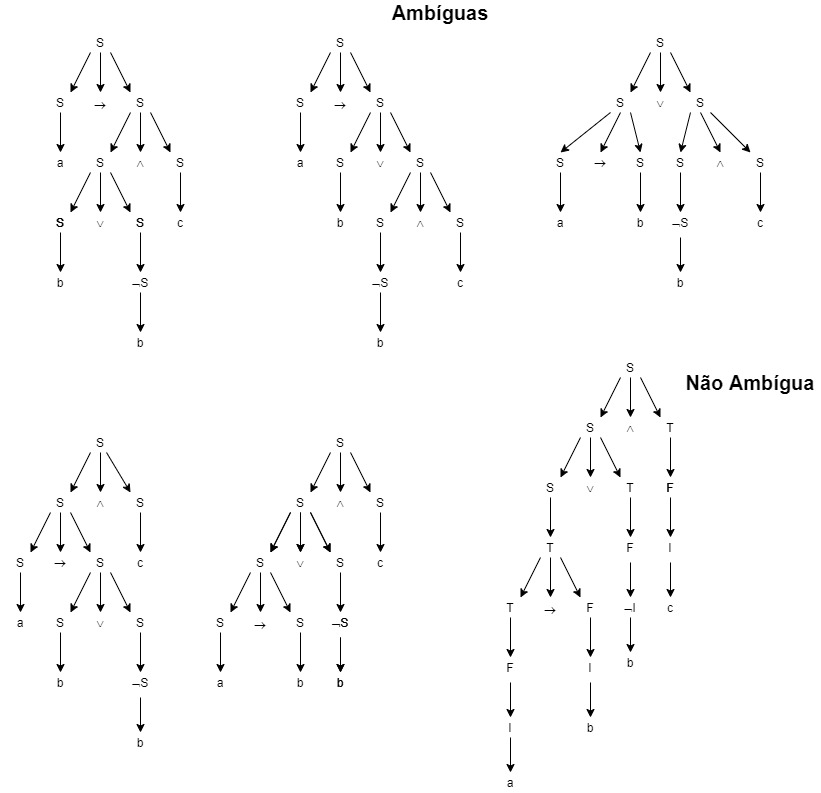 Ambíguas
S S S
S → S S → S S ∨ S
a S ∧ S a S ∨ S S → S S ∧ S
S ∨ S c b S ∧ S a b ¬S c
b ¬S ¬S c b
b b
S
Não Ambígua
S ∧ T
S S
S ∨ T F
S ∧ S S ∧ S
T F I
S → S c S ∨ S c
T → F ¬I c
a S ∨ S S → S ¬S
b
F I
b ¬S a b b
I b
b
a